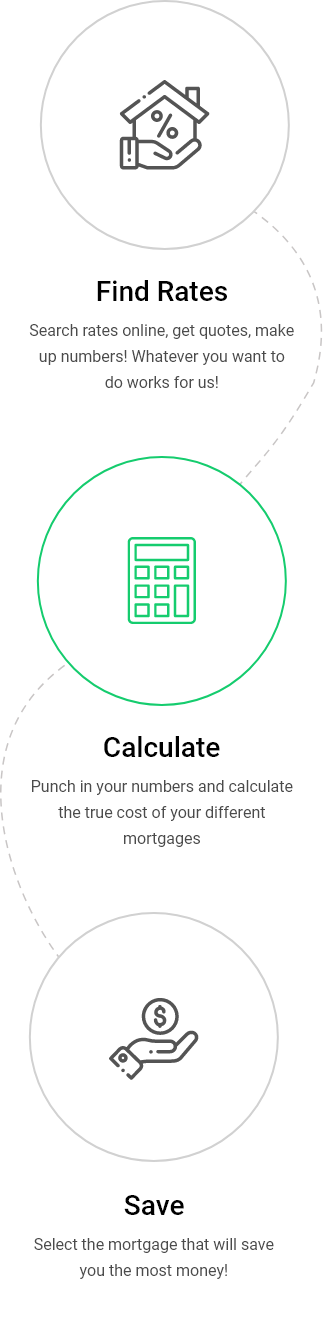 Find Rates
Search rates online, get quotes, make
up numbers! Whatever you want to
do works for us!
Calculate
Punch in your numbers and calculate
the true cost of your different
mortgages
Save
Select the mortgage that will save
you the most money!